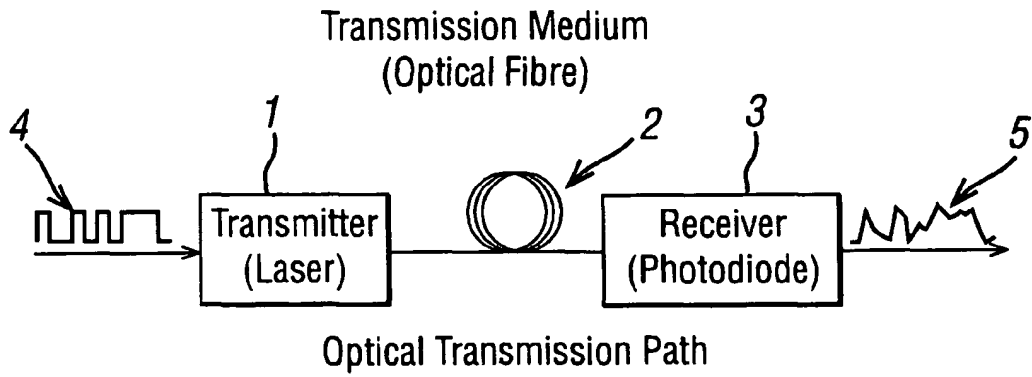 Transmission Medium
(Optical Fibre)
4
1
2
3
5
Transmitter
(Laser)
Receiver
(Photodiode)
Optical Transmission Path